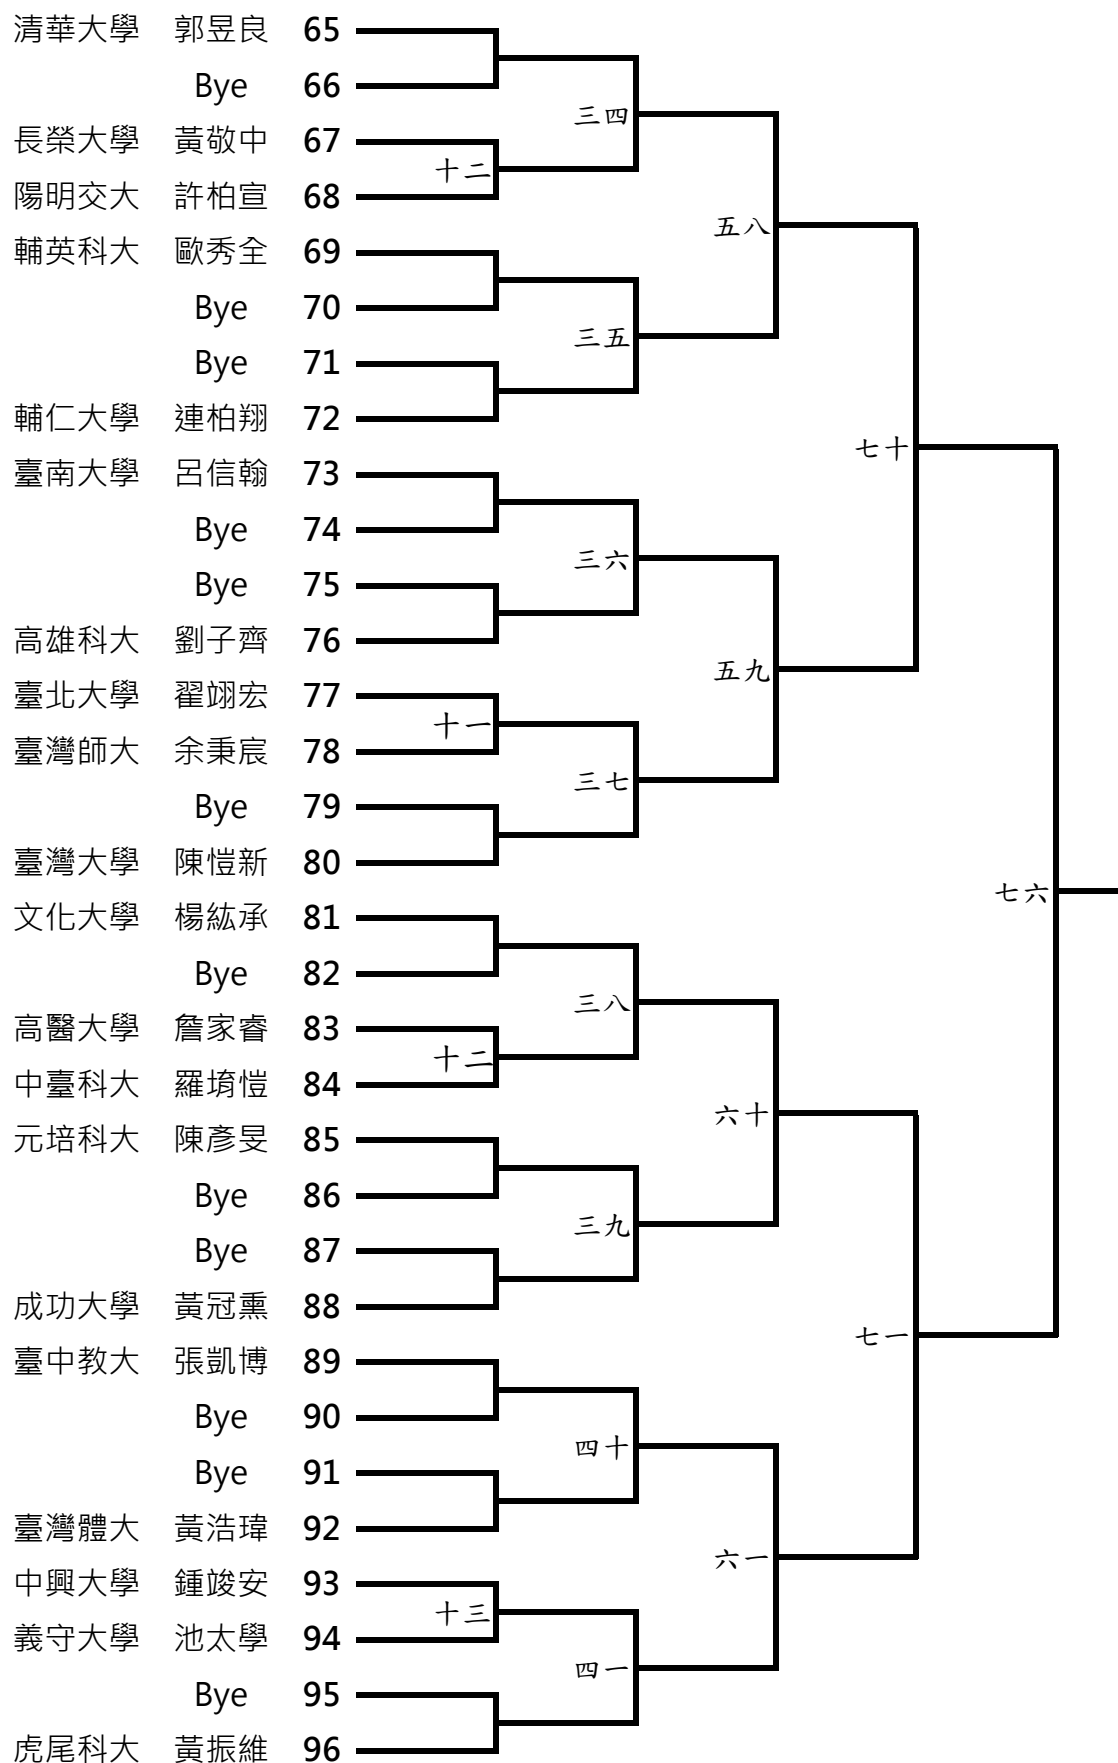 清華大學 郭昱良 65
Bye 66
三四
長榮大學 黃敬中 67
十二
陽明交大 許柏宣 68
五八
輔英科大 歐秀全 69
Bye 70
三五
Bye 71
輔仁大學 連柏翔 72
七十
臺南大學 呂信翰 73
Bye 74
三六
Bye 75
高雄科大 劉子齊 76
五九
臺北大學 翟翊宏 77
十一
臺灣師大 余秉宸 78
三七
Bye 79
臺灣大學 陳愷新 80
七六
文化大學 楊紘承 81
Bye 82
三八
高醫大學 詹家睿 83
十二
中臺科大 羅堉愷 84
六十
元培科大 陳彥旻 85
Bye 86
三九
Bye 87
成功大學 黃冠熏 88
七一
臺中教大 張凱博 89
Bye 90
四十
Bye 91
臺灣體大 黃浩瑋 92
六一
中興大學 鍾竣安 93
十三
義守大學 池太學 94
四一
Bye 95
虎尾科大 黃振維 96